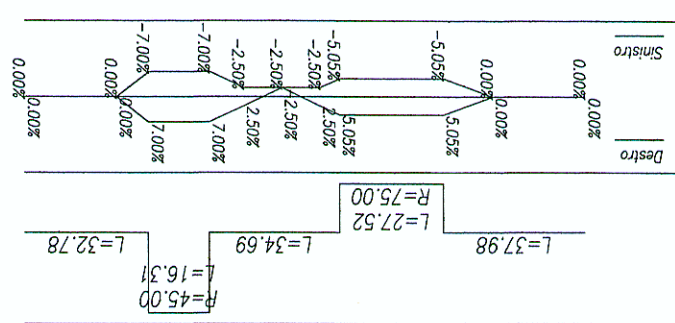 R=45.00
L=16.31
L=37.98
L=27.52
R=75.00
L=34.69
L=32.78
Destro
0.00%
0.00%
5.05%
5.05%
2.50%
2.50%
2.50%
7.00%
7.00%
0.00%
0.00%
Sinistro
0.00%
0.00%
-5.05%
-5.05%
-2.50%
-2.50%
-2.50%
-7.00%
-7.00%
0.00%
0.00%